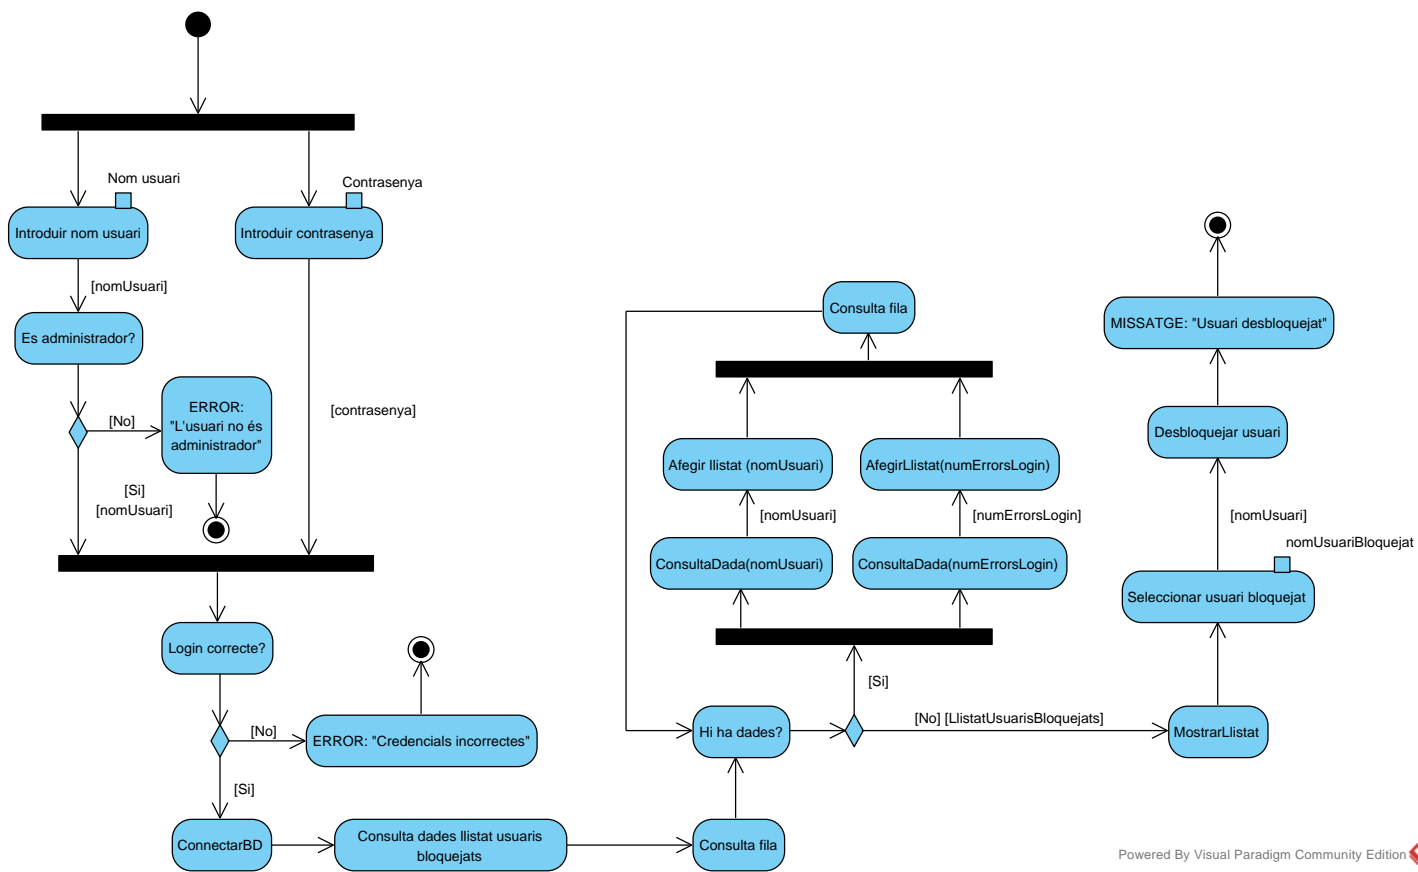 Nom usuari
Contrasenya
Introduir nom usuari
Introduir contrasenya
[nomUsuari]
Es administrador?
[No]
ERROR:
"L'usuari no és
administrador"
[contrasenya]
[Si]
[nomUsuari]
Login correcte?
[No]
ERROR: "Credencials incorrectes"
[Si]
ConnectarBD
Consulta dades llistat usuaris
bloquejats
Consulta fila
Hi ha dades?
[Si]
[No] [LlistatUsuarisBloquejats]
ConsultaDada(nomUsuari)
ConsultaDada(numErrorsLogin)
[nomUsuari]
[numErrorsLogin]
Afegir llistat (nomUsuari)
AfegirLlistat(numErrorsLogin)
Consulta fila
MostrarLlistat
Seleccionar usuari bloquejat
nomUsuariBloquejat
[nomUsuari]
Desbloquejar usuari
MISSATGE: "Usuari desbloquejat"
Powered By Visual Paradigm Community Edition